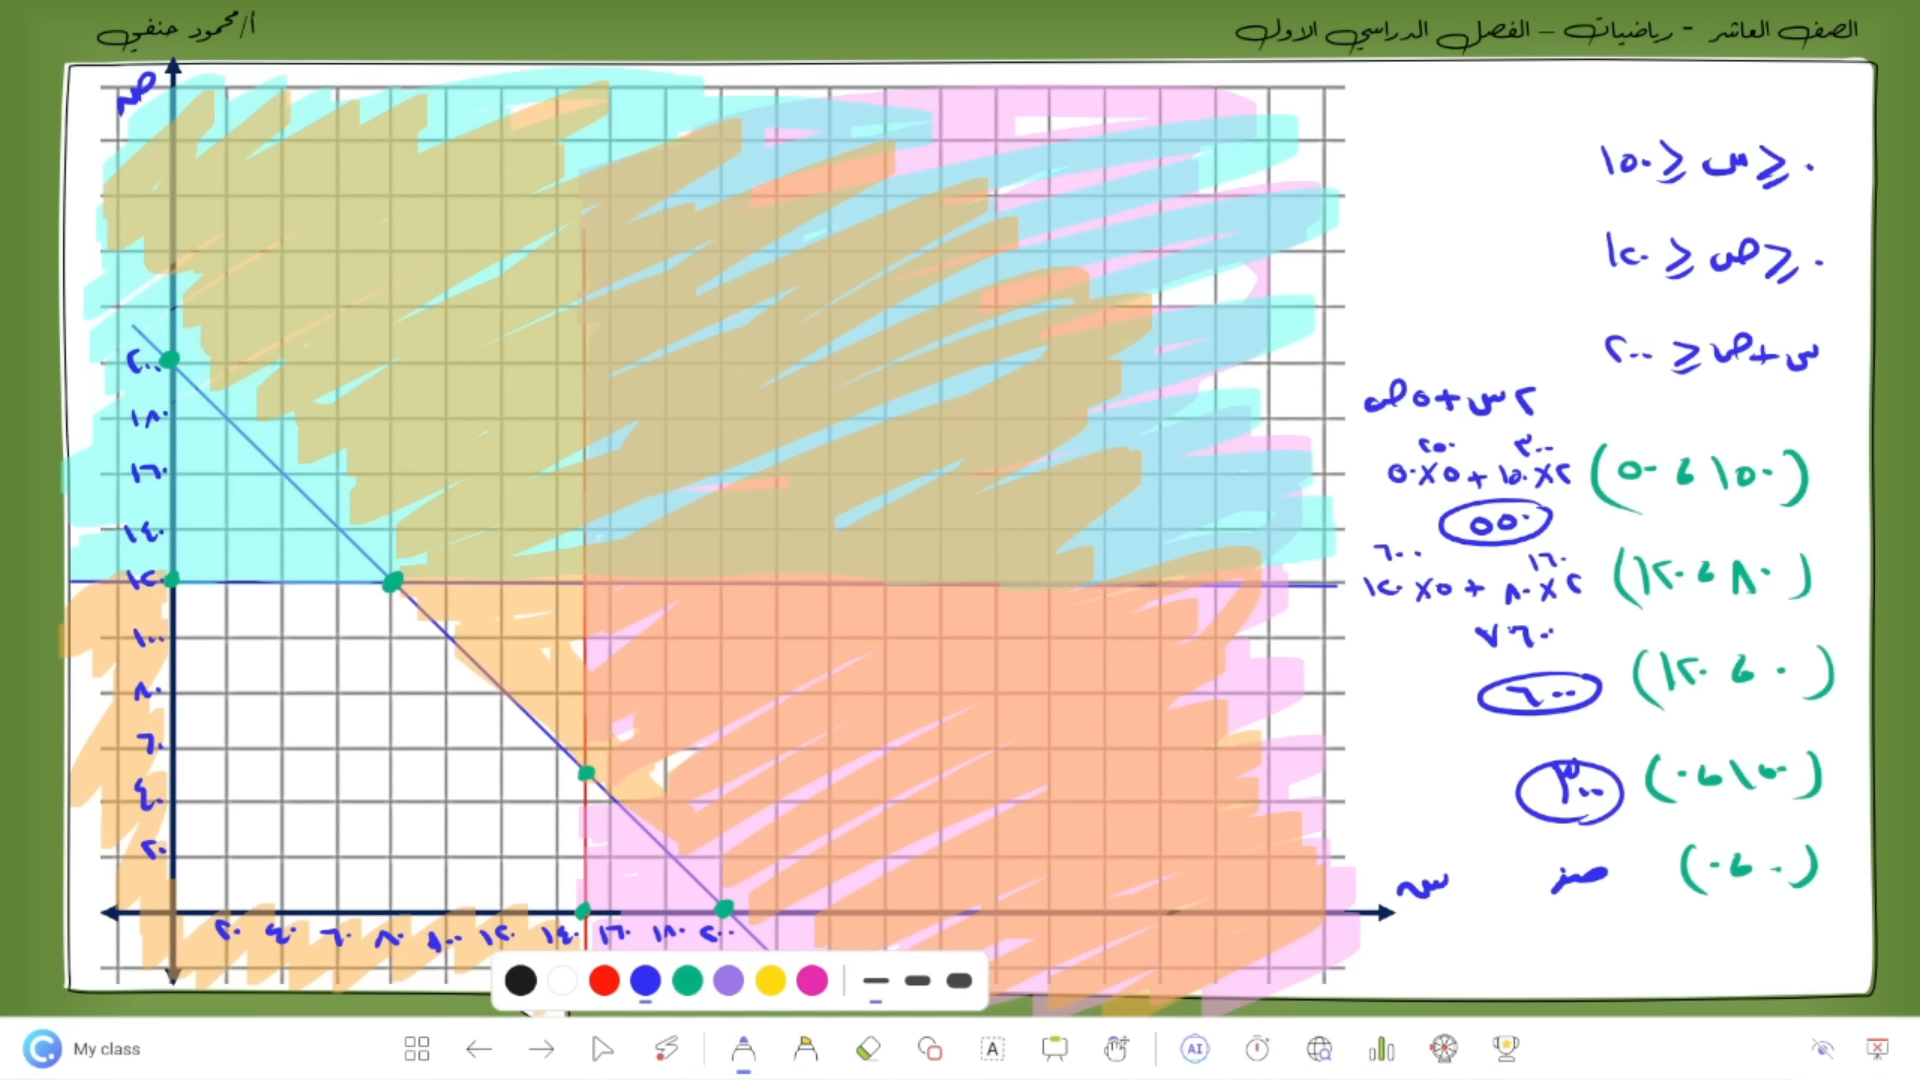 الصف العاشر - رياضيات - الفصل الدراسي الاول
أ/محمود حنفي
صـ
٠ ≤ س ≤ ١٥٠
٠ ≤ ص ≤ ١٢٠
س + ص ≤ ٢٠٠
٢س + ٥ص
(١٥٠ ، ٥٠)
٣٠٠ ٢٥٠
٢×١٥٠ + ٥×٥٠
٥٥٠
(٨٠ ، ١٢٠)
١٦٠ ٦٠٠
٢×٨٠ + ٥×١٢٠
٧٦٠
(٠ ، ١٢٠)
٦٠٠
(١٥٠ ، ٠)
٣٠٠
(٠ ، ٠)
صفر
سـ
٢٠٠
١٨٠
١٦٠
١٤٠
١٢٠
١٠٠
٨٠
٦٠
٤٠
٢٠
٢٠ ٤٠ ٦٠ ٨٠ ١٠٠ ١٢٠ ١٤٠ ١٦٠ ١٨٠ ٢٠٠
My class
A
AI